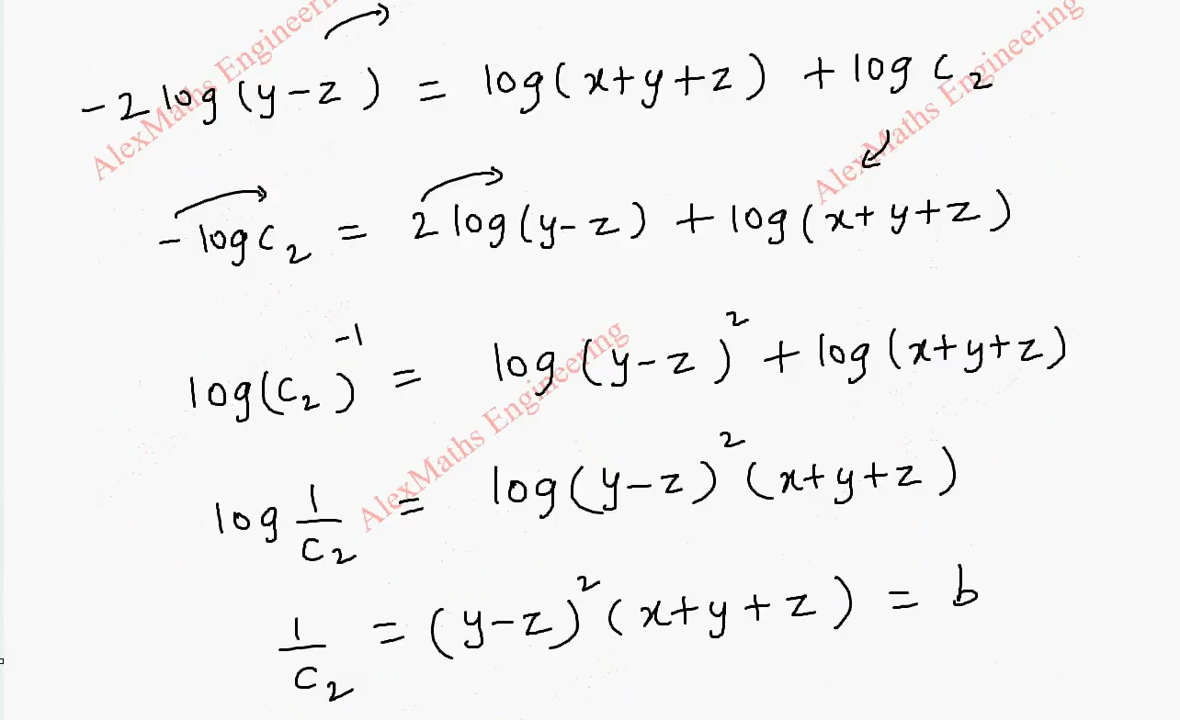 -2 log (y-z) = log(x+y+z) + log c₂
-log c₂ = 2 log (y-z) + log (x+y+z)
log(c₂)⁻¹ = log (y-z)² + log (x+y+z)
log 1/c₂ = log (y-z)² (x+y+z)
1/c₂ = (y-z)² (x+y+z) = b
AlexMaths Engineering
AlexMaths Engineering
AlexMaths Engineering